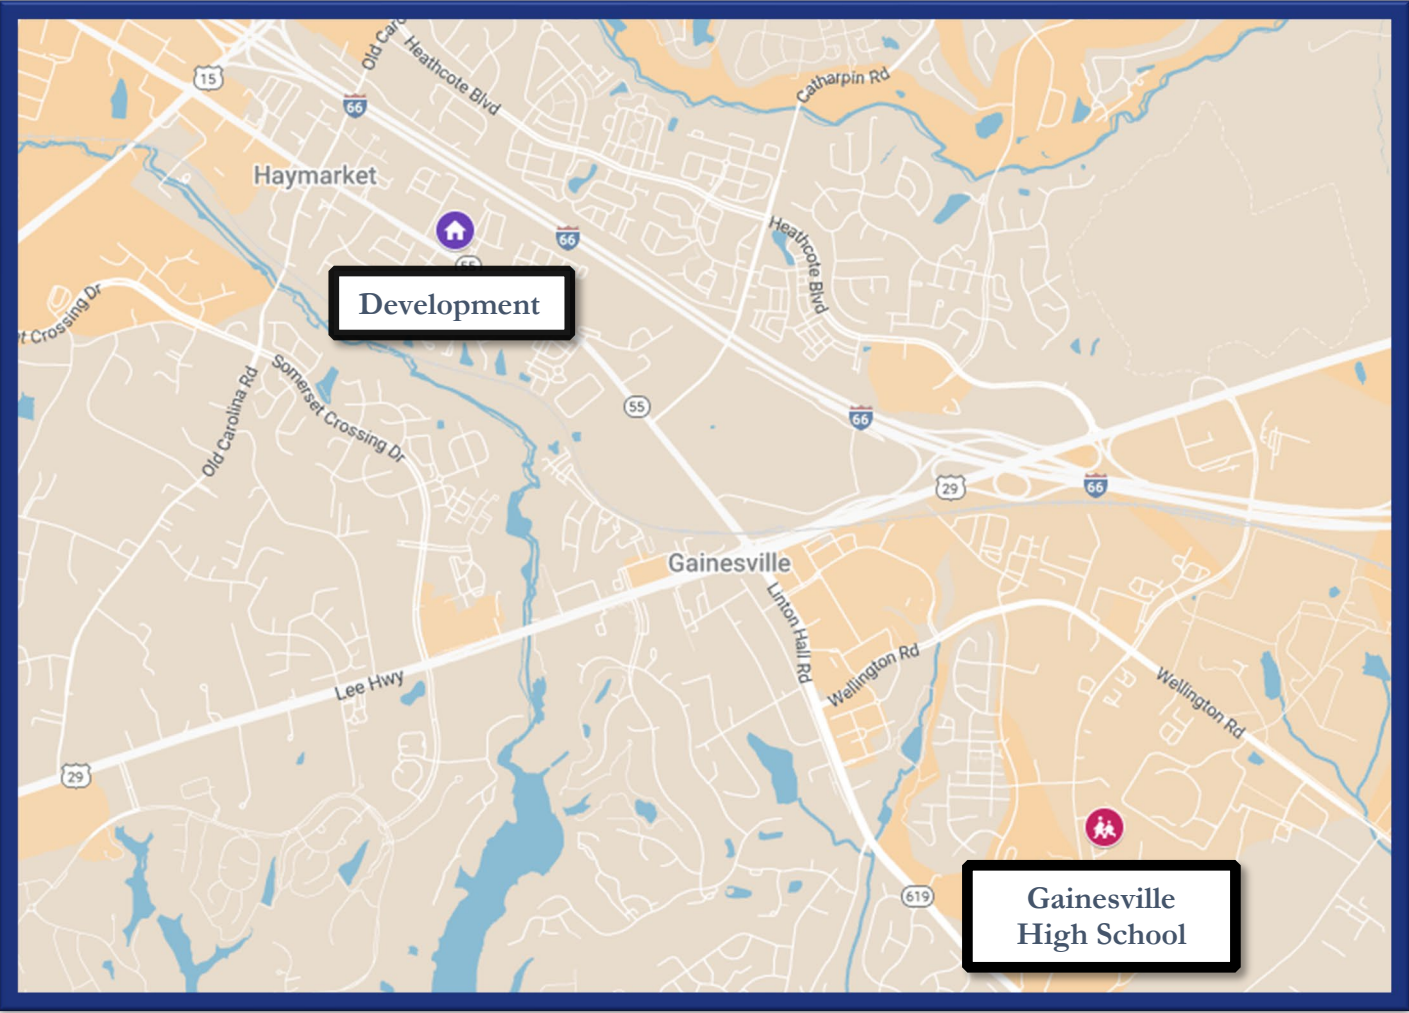 Old Caro
Heathcote Blvd
Catharpin Rd
15
66
Haymarket
66
55
Heathcote Blvd
Development
t Crossing Dr
Somerset Crossing Dr
Old Carolina Rd
55
66
29
66
Gainesville
Linton Hall Rd
Wellington Rd
Wellington Rd
Lee Hwy
29
619
Gainesville
High School